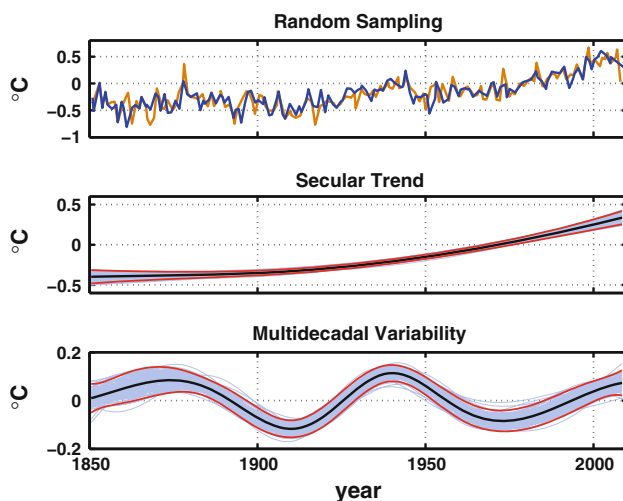 Random Sampling
0.5
0
−0.5
−1
°C
Secular Trend
0.5
0
−0.5
°C
Multidecadal Variability
0.2
0
−0.2
°C
1850 1900 1950 2000
year